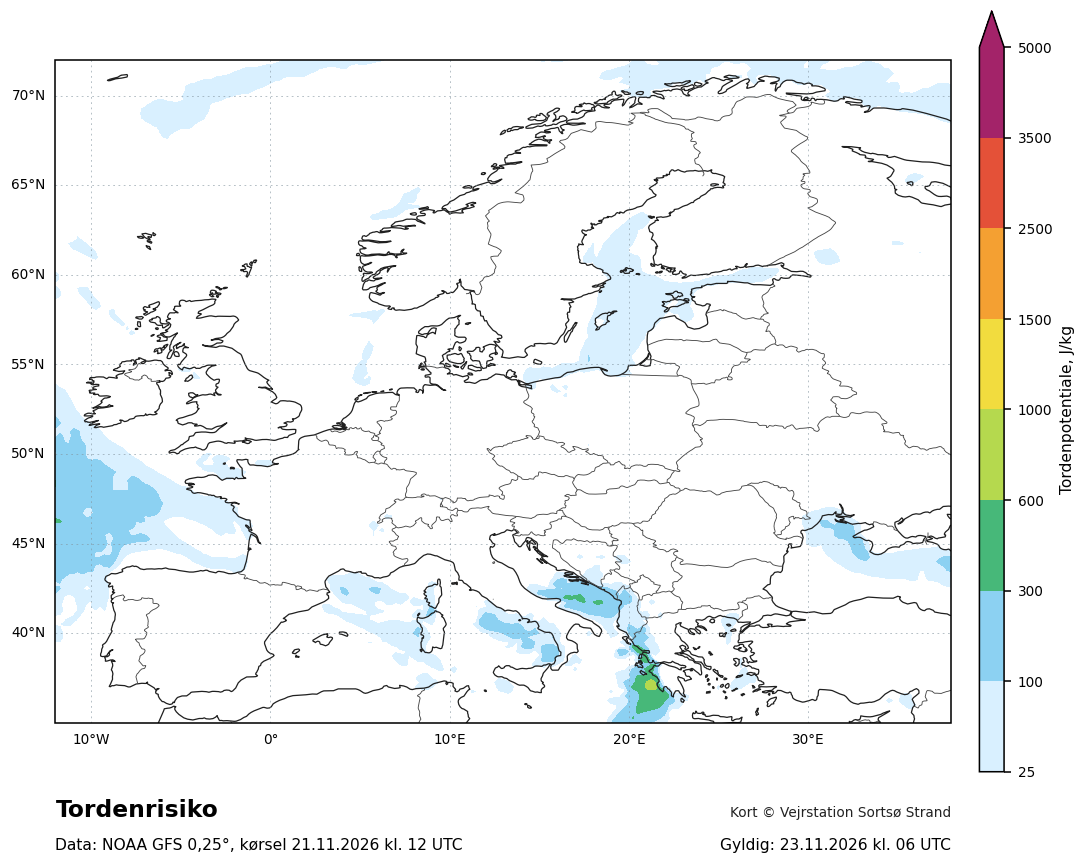 70°N
65°N
60°N
55°N
50°N
45°N
40°N
10°W
0°
10°E
20°E
30°E
5000
3500
2500
1500
1000
600
300
100
25
Tordenpotentiale, J/kg
Tordenrisiko
Kort © Vejrstation Sortsø Strand
Data: NOAA GFS 0,25°, kørsel 21.11.2026 kl. 12 UTC
Gyldig: 23.11.2026 kl. 06 UTC